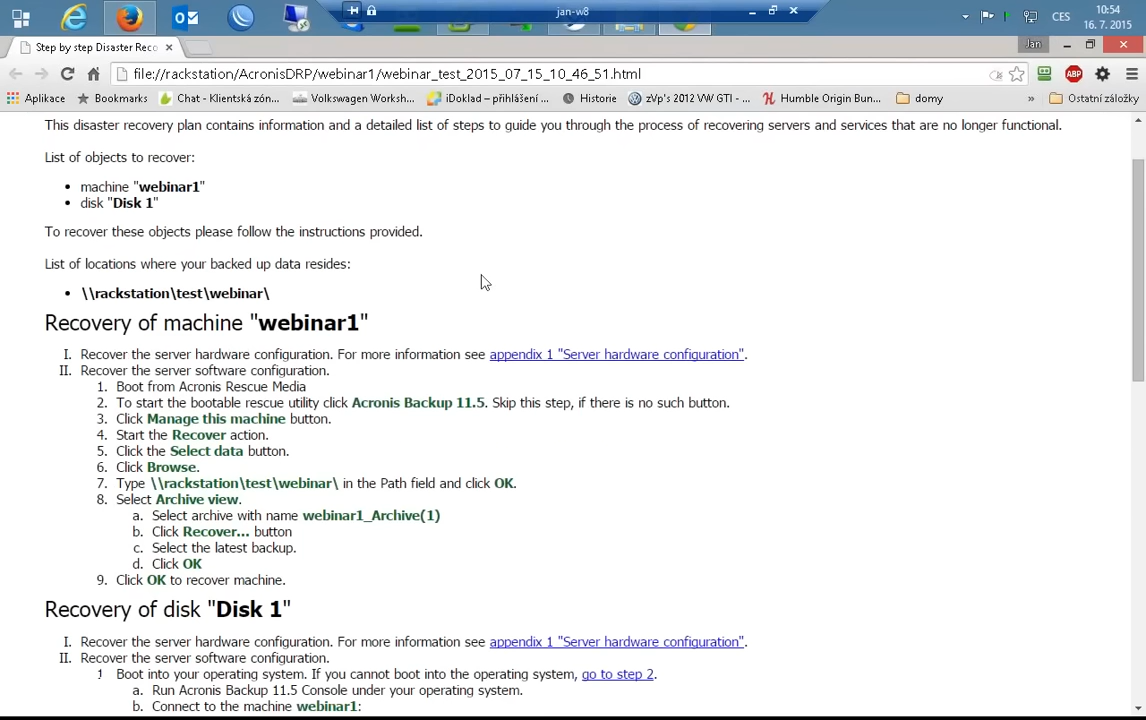 jan-w8
CES
10:54
16. 7. 2015
Step by step Disaster Reco
Jan
file://rackstation/AcronisDRP/webinar1/webinar_test_2015_07_15_10_46_51.html
ABP
Aplikace
Bookmarks
Chat - Klientská zón...
Volkswagen Worksh...
iDoklad – přihlášení ...
Historie
zVp's 2012 VW GTI - ...
Humble Origin Bun...
domy
»
Ostatní záložky
This disaster recovery plan contains information and a detailed list of steps to guide you through the process of recovering servers and services that are no longer functional.
List of objects to recover:
• machine "webinar1"
• disk "Disk 1"
To recover these objects please follow the instructions provided.
List of locations where your backed up data resides:
• \\rackstation\test\webinar\
Recovery of machine "webinar1"
I. Recover the server hardware configuration. For more information see appendix 1 "Server hardware configuration".
II. Recover the server software configuration.
1. Boot from Acronis Rescue Media
2. To start the bootable rescue utility click Acronis Backup 11.5. Skip this step, if there is no such button.
3. Click Manage this machine button.
4. Start the Recover action.
5. Click the Select data button.
6. Click Browse.
7. Type \\rackstation\test\webinar\ in the Path field and click OK.
8. Select Archive view.
a. Select archive with name webinar1_Archive(1)
b. Click Recover... button
c. Select the latest backup.
d. Click OK
9. Click OK to recover machine.
Recovery of disk "Disk 1"
I. Recover the server hardware configuration. For more information see appendix 1 "Server hardware configuration".
II. Recover the server software configuration.
1. Boot into your operating system. If you cannot boot into the operating system, go to step 2.
a. Run Acronis Backup 11.5 Console under your operating system.
b. Connect to the machine webinar1: